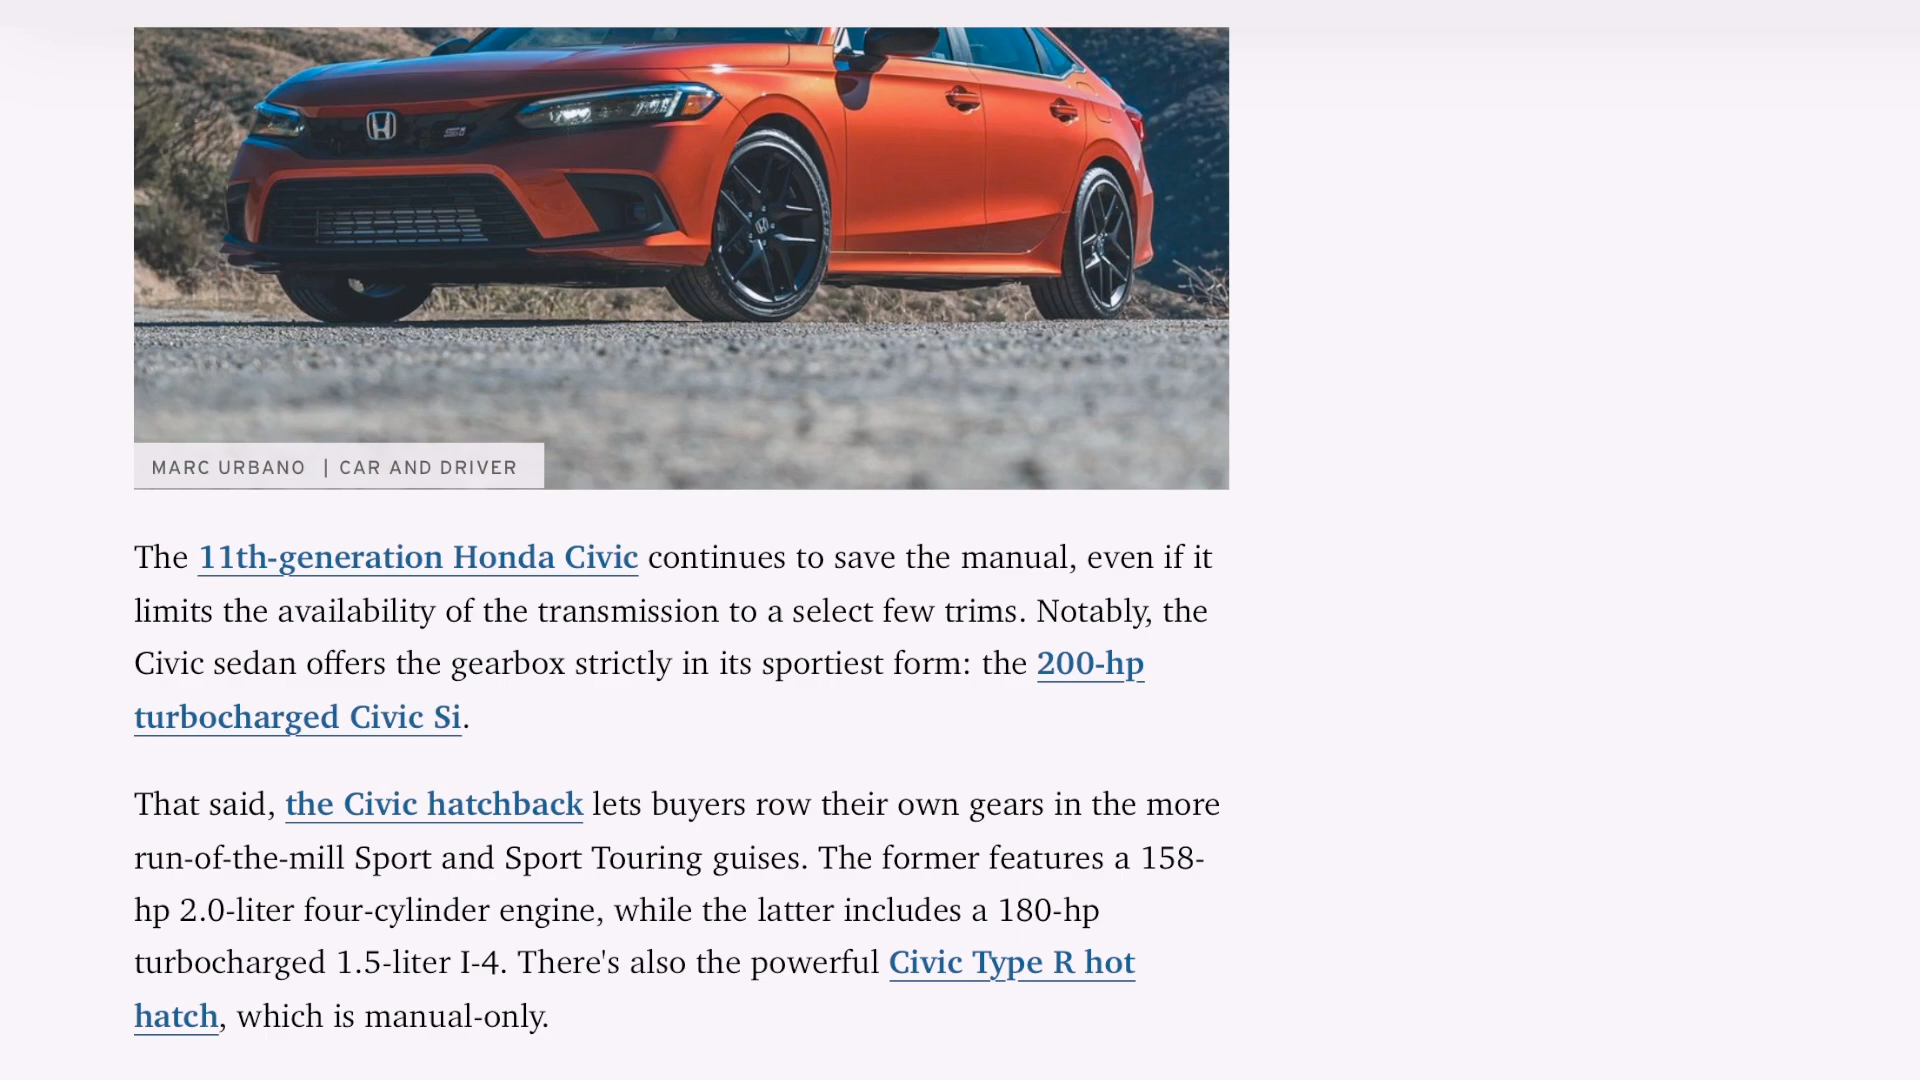 Si
MARC URBANO | CAR AND DRIVER
The 11th-generation Honda Civic continues to save the manual, even if it
limits the availability of the transmission to a select few trims. Notably, the
Civic sedan offers the gearbox strictly in its sportiest form: the 200-hp
turbocharged Civic Si.
That said, the Civic hatchback lets buyers row their own gears in the more
run-of-the-mill Sport and Sport Touring guises. The former features a 158-
hp 2.0-liter four-cylinder engine, while the latter includes a 180-hp
turbocharged 1.5-liter I-4. There's also the powerful Civic Type R hot
hatch, which is manual-only.